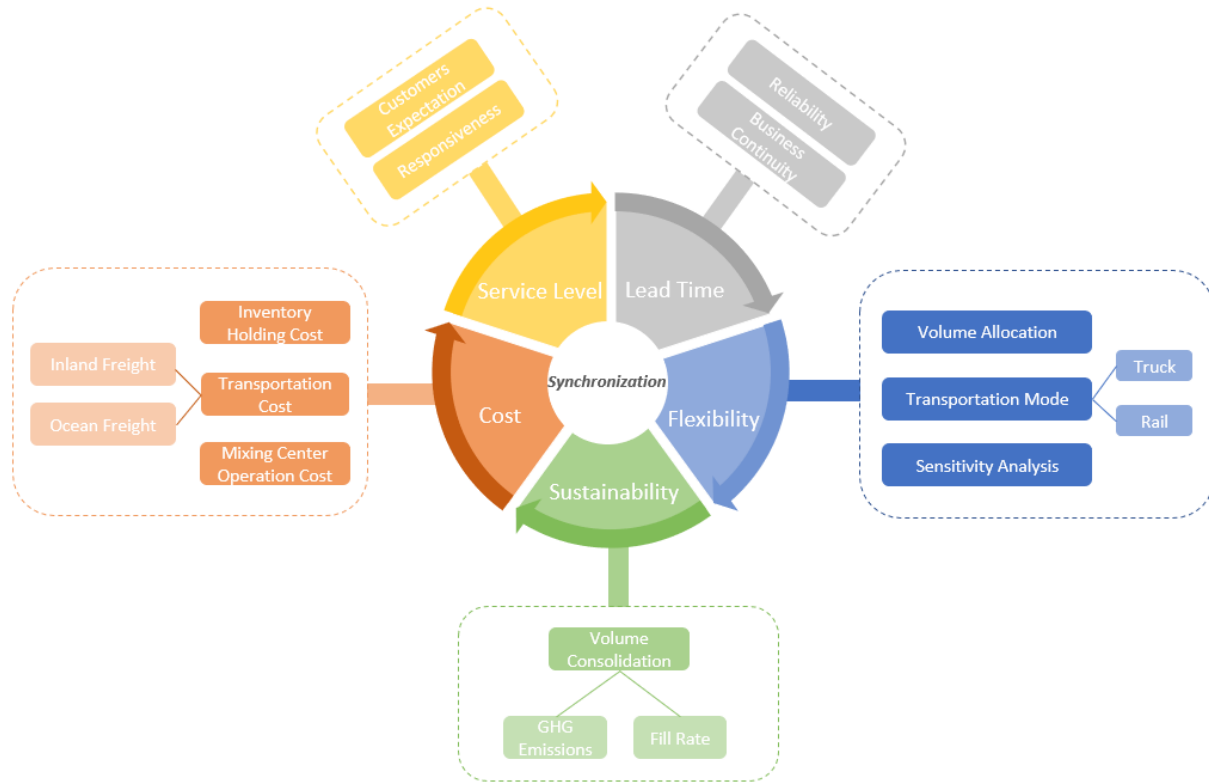 Customers
Expectation
Responsiveness
Reliability
Business
Continuity
Service Level
Lead Time
Synchronization
Cost
Flexibility
Sustainability
Inventory
Holding Cost
Inland Freight
Transportation
Cost
Ocean Freight
Mixing Center
Operation Cost
Volume Allocation
Truck
Transportation Mode
Rail
Sensitivity Analysis
Volume
Consolidation
GHG
Emissions
Fill Rate